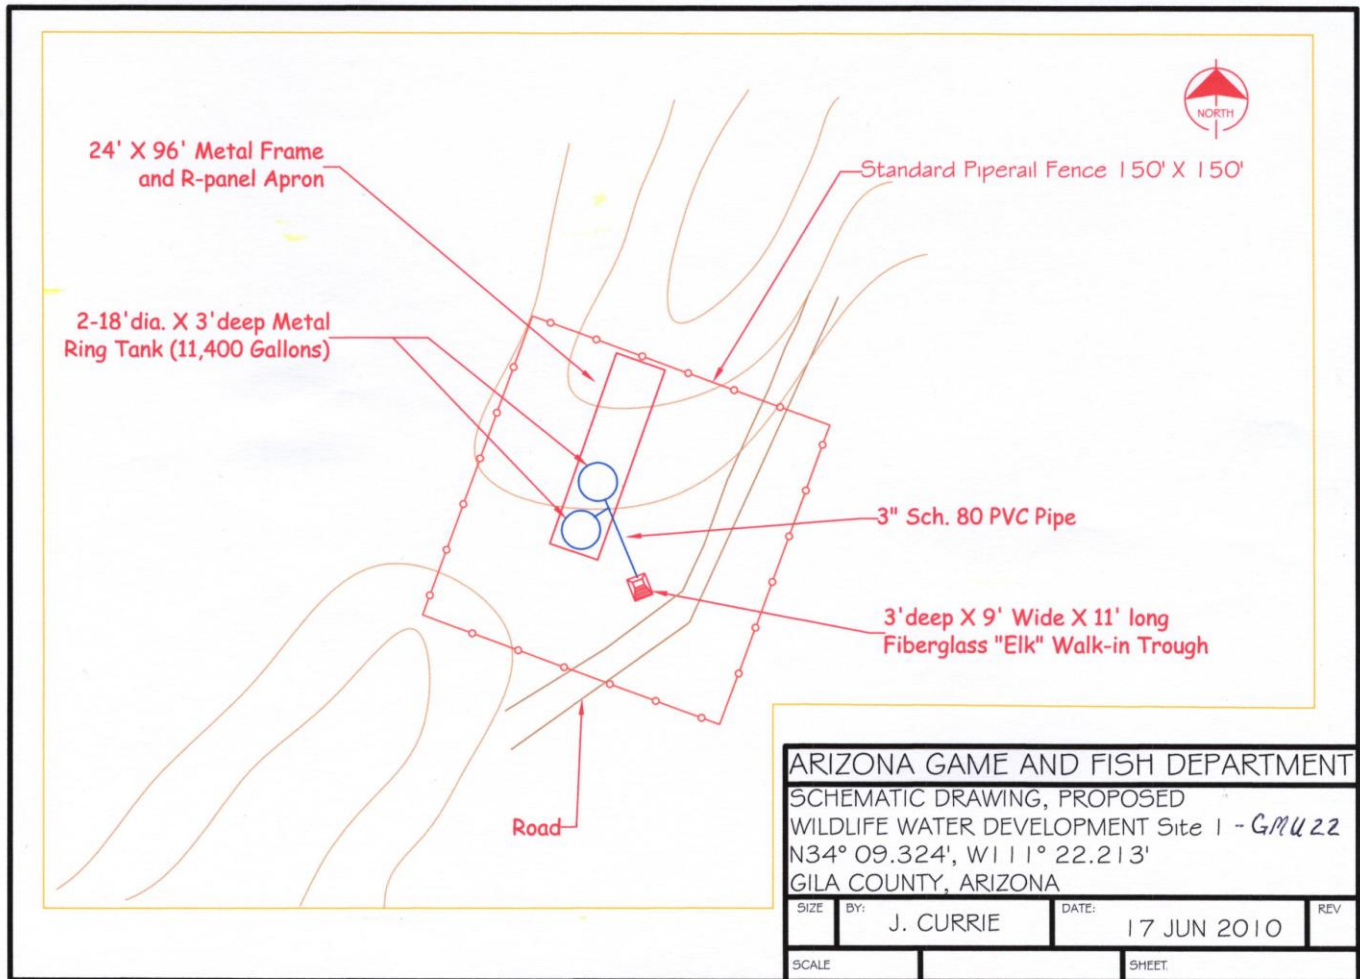 NORTH
24' X 96' Metal Frame
and R-panel Apron
Standard Piperail Fence 150' X 150'
2-18'dia. X 3'deep Metal
Ring Tank (11,400 Gallons)
3" Sch. 80 PVC Pipe
3'deep X 9' Wide X 11' long
Fiberglass "Elk" Walk-in Trough
Road
ARIZONA GAME AND FISH DEPARTMENT
SCHEMATIC DRAWING, PROPOSED
WILDLIFE WATER DEVELOPMENT Site 1 - GMU 22
N34° 09.324', W111° 22.213'
GILA COUNTY, ARIZONA
SIZE BY: J. CURRIE DATE: 17 JUN 2010 REV
SCALE SHEET